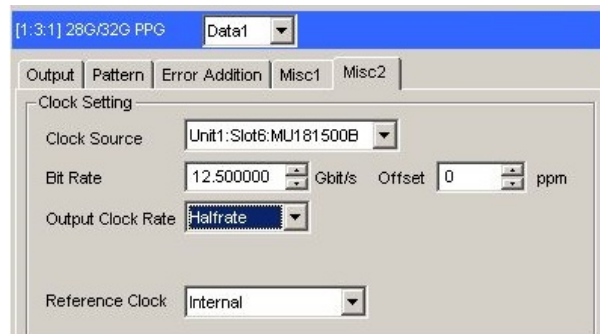 [1:3:1] 28G/32G PPG Data1
Output Pattern Error Addition Misc1 Misc2
Clock Setting
Clock Source Unit1:Slot6:MU181500B
Bit Rate 12.500000 Gbit/s Offset 0 ppm
Output Clock Rate Halfrate
Reference Clock Internal